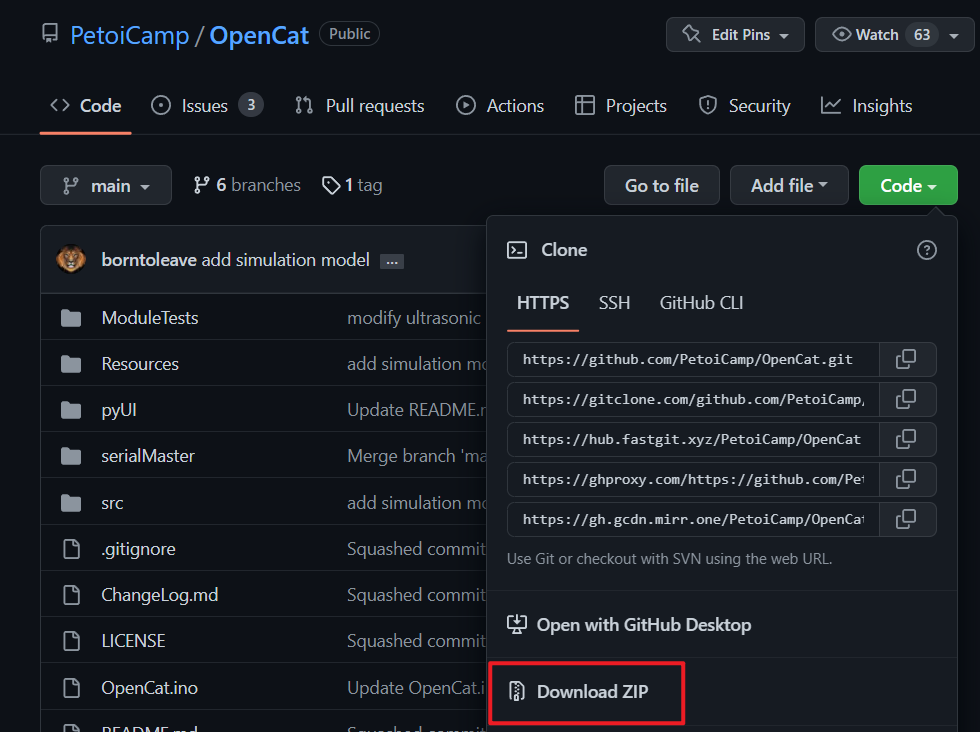 PetoiCamp / OpenCat Public Edit Pins Watch 63
Code Issues 3 Pull requests Actions Projects Security Insights
main 6 branches 1 tag Go to file Add file Code
borntoleave add simulation model ...
Clone
HTTPS SSH GitHub CLI
ModuleTests modify ultrasonic
https://github.com/PetoiCamp/OpenCat.git
Resources add simulation mo
https://gitclone.com/github.com/PetoiCamp/
pyUI Update README.r
https://hub.fastgit.xyz/PetoiCamp/OpenCat
serialMaster Merge branch 'ma
https://ghproxy.com/https://github.com/Pet
src add simulation mo
https://gh.gcdn.mirr.one/PetoiCamp/OpenCat
.gitignore Squashed commit
Use Git or checkout with SVN using the web URL.
ChangeLog.md Squashed commit
Open with GitHub Desktop
LICENSE Squashed commit
OpenCat.ino Update OpenCat.i
Download ZIP
README.md Squashed commit